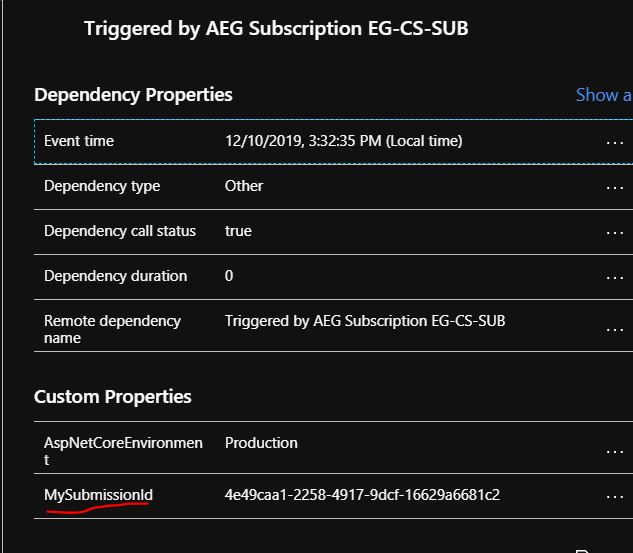 Triggered by AEG Subscription EG-CS-SUB
Dependency Properties
Show a
Event time 12/10/2019, 3:32:35 PM (Local time) ...
Dependency type Other ...
Dependency call status true ...
Dependency duration 0 ...
Remote dependency Triggered by AEG Subscription EG-CS-SUB ...
name
Custom Properties
AspNetCoreEnvironmen Production ...
t
MySubmissionId 4e49caa1-2258-4917-9dcf-16629a6681c2 ...